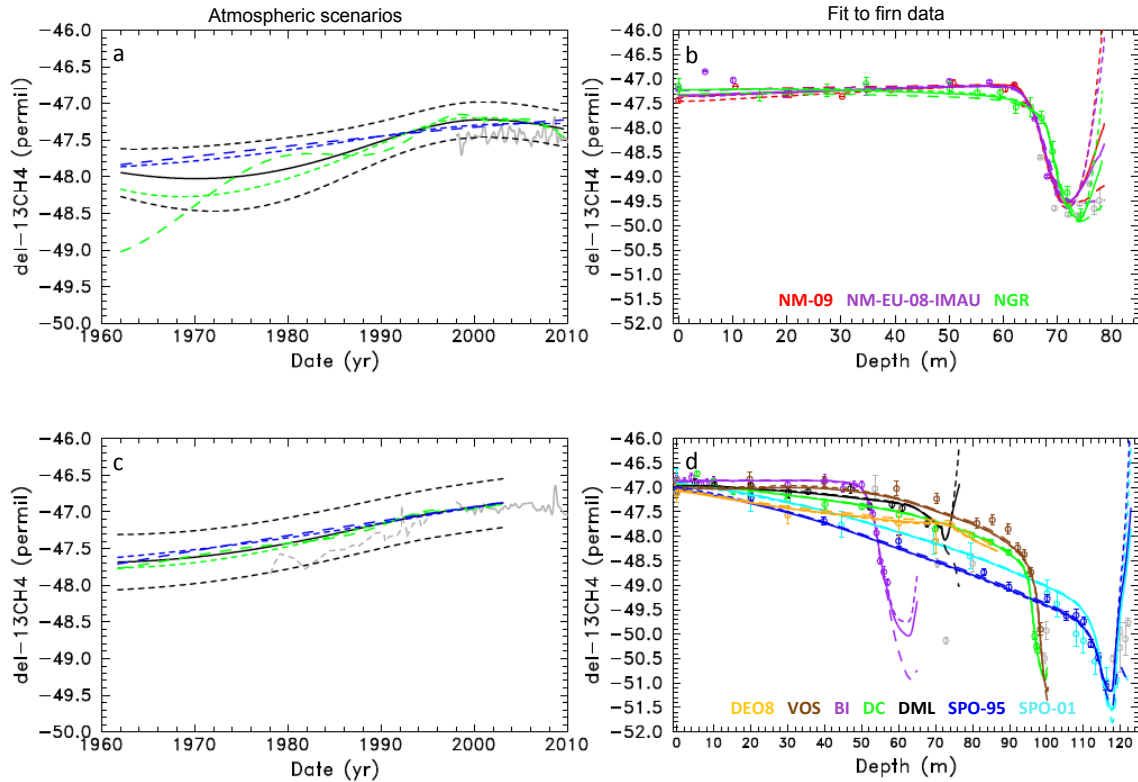 Atmospheric scenarios
Fit to firn data
a
del-13CH4 (permil)
-46.0
-46.5
-47.0
-47.5
-48.0
-48.5
-49.0
-49.5
-50.0
1960 1970 1980 1990 2000 2010
Date (yr)
b
del-13CH4 (permil)
-46.0
-46.5
-47.0
-47.5
-48.0
-48.5
-49.0
-49.5
-50.0
-50.5
-51.0
-51.5
-52.0
NM-09 NM-EU-08-IMAU NGR
0 10 20 30 40 50 60 70 80
Depth (m)
c
del-13CH4 (permil)
-46.0
-46.5
-47.0
-47.5
-48.0
-48.5
-49.0
-49.5
-50.0
1960 1970 1980 1990 2000 2010
Date (yr)
d
del-13CH4 (permil)
-46.0
-46.5
-47.0
-47.5
-48.0
-48.5
-49.0
-49.5
-50.0
-50.5
-51.0
-51.5
-52.0
DEO8 VOS BI DC DML SPO-95 SPO-01
0 10 20 30 40 50 60 70 80 90 100 110 120
Depth (m)